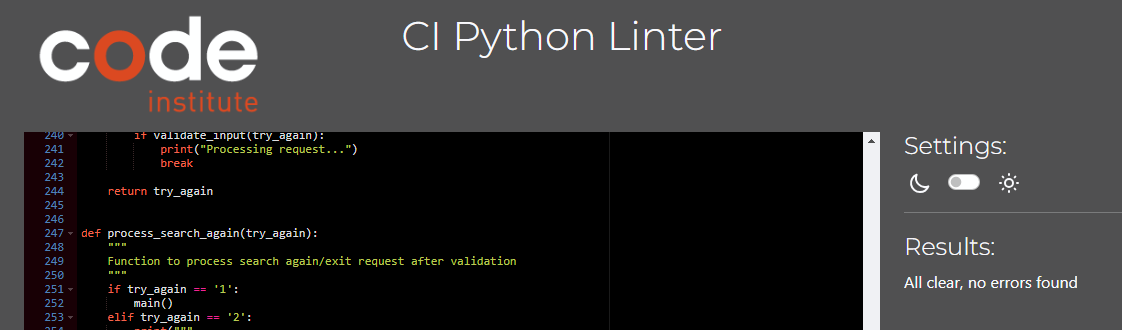 code
institute
CI Python Linter
240 if validate_input(try_again):
241 print("Processing request...")
242 break
243
244 return try_again
245
246
247 def process_search_again(try_again):
248 """
249 Function to process search again/exit request after validation
250 """
251 if try_again == '1':
252 main()
253 elif try_again == '2':
254 print("""
Settings:
Results:
All clear, no errors found